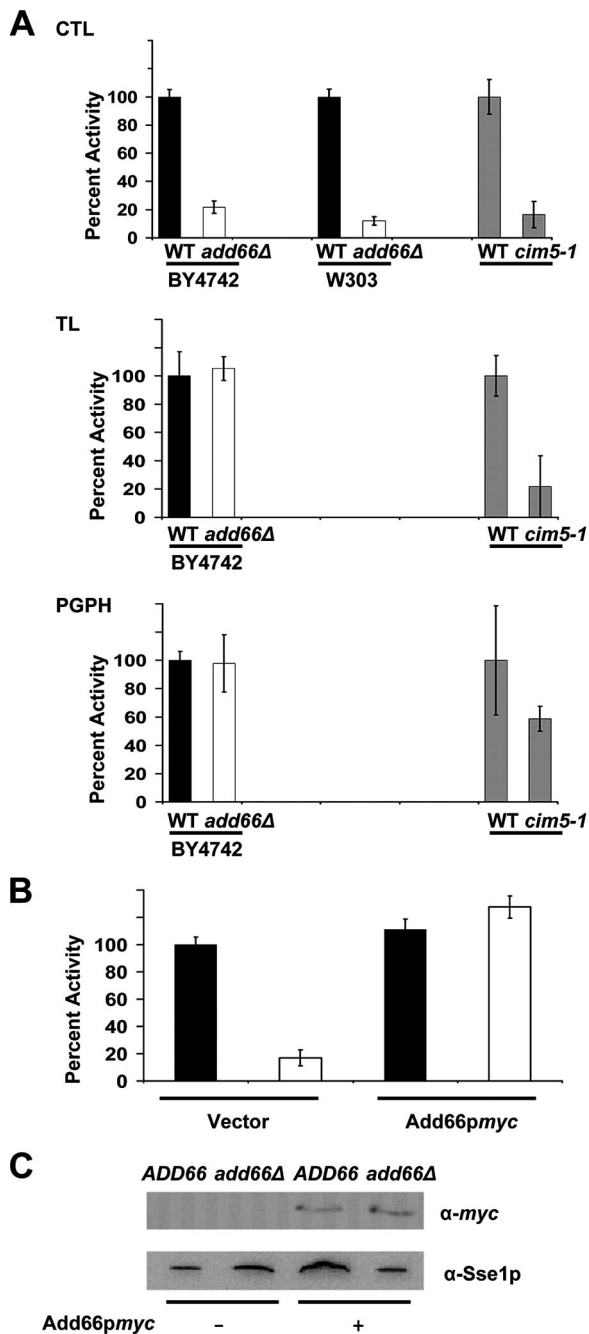 A
CTL
Percent Activity
100
80
60
40
20
0
WT add66Δ WT add66Δ WT cim5-1
BY4742 W303
TL
Percent Activity
100
80
60
40
20
0
WT add66Δ WT cim5-1
BY4742
PGPH
Percent Activity
100
80
60
40
20
0
WT add66Δ WT cim5-1
BY4742
B
Percent Activity
100
80
60
40
20
0
Vector Add66pmyc
C
ADD66 add66Δ ADD66 add66Δ
α-myc
α-Sse1p
Add66pmyc – +